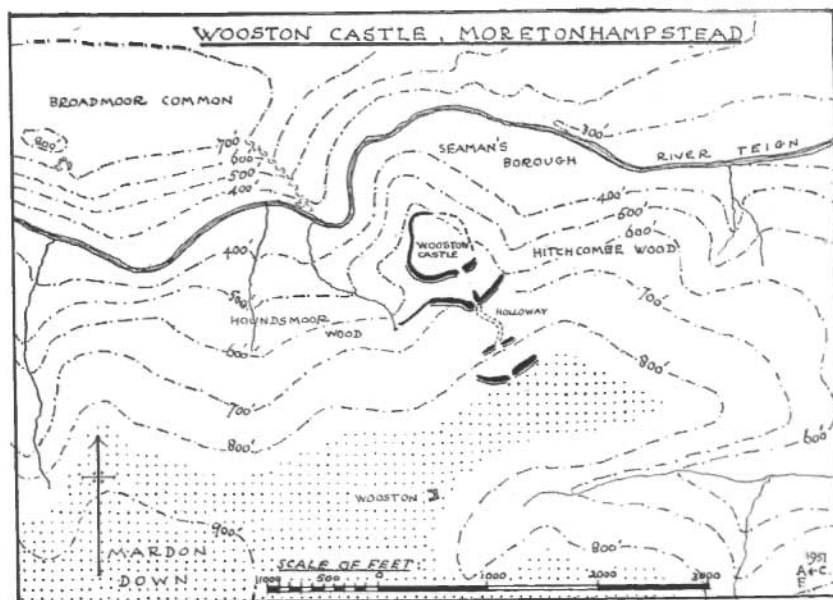 WOOSTON CASTLE, MORETONHAMPSTEAD
BROADMOOR COMMON
800'
700'
600'
500'
400'
300'
SEAMAN'S
BOROUGH
RIVER TEIGN
400'
500'
600'
WOOSTON
CASTLE
HITCHCOMBE WOOD
400'
500'
HOUNDSMOOR
WOOD
HOLLOWAY
700'
600'
800'
700'
800'
600'
WOOSTON
900'
MARDON
DOWN
800'
SCALE OF FEET:
1000 500 0 1000 2000 3000
1951
A+C
F